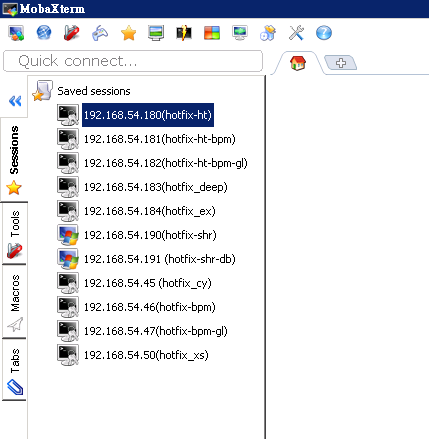 MobaXterm
Quick connect...
Saved sessions
192.168.54.180(hotfix-ht)
192.168.54.181(hotfix-ht-bpm)
192.168.54.182(hotfix-ht-bpm-gl)
192.168.54.183(hotfix_deep)
192.168.54.184(hotfix_ex)
192.168.54.190(hotfix-shr)
192.168.54.191 (hotfix-shr-db)
192.168.54.45 (hotfix_cy)
192.168.54.46(hotfix-bpm)
192.168.54.47(hotfix-bpm-gl)
192.168.54.50(hotfix_xs)
Sessions
Tools
Macros
Tabs